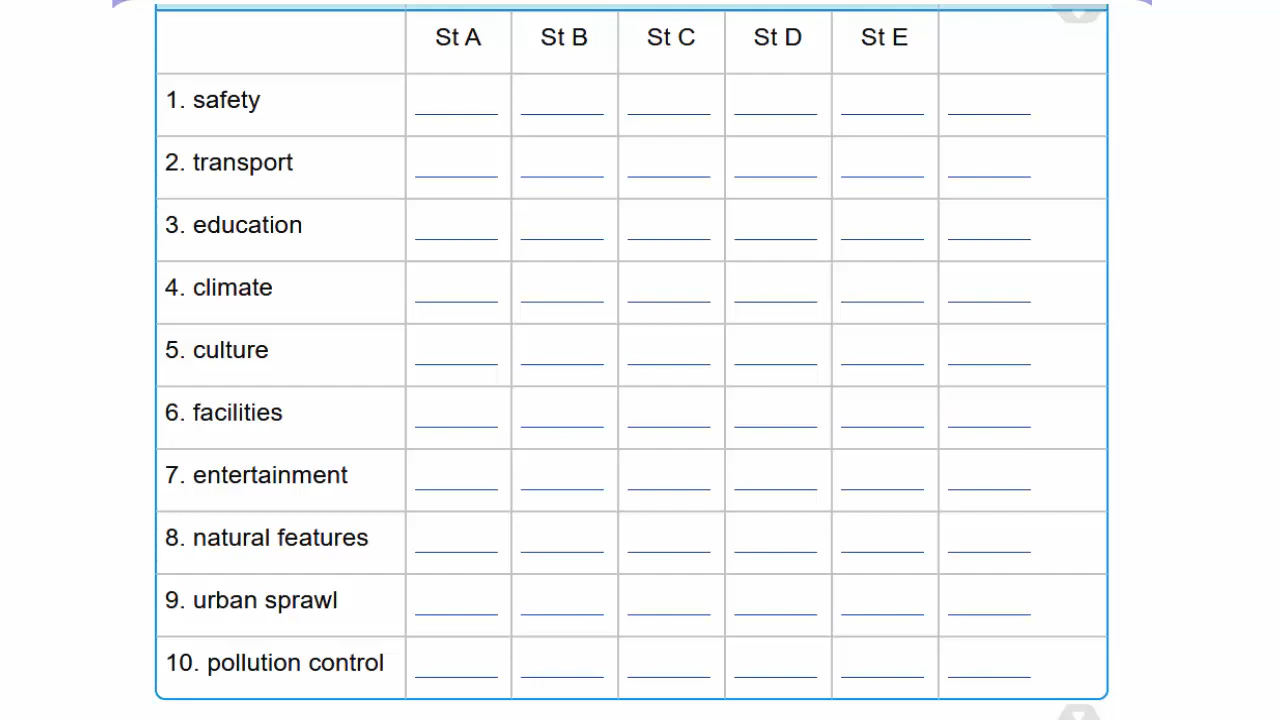 St A St B St C St D St E
1. safety
2. transport
3. education
4. climate
5. culture
6. facilities
7. entertainment
8. natural features
9. urban sprawl
10. pollution control